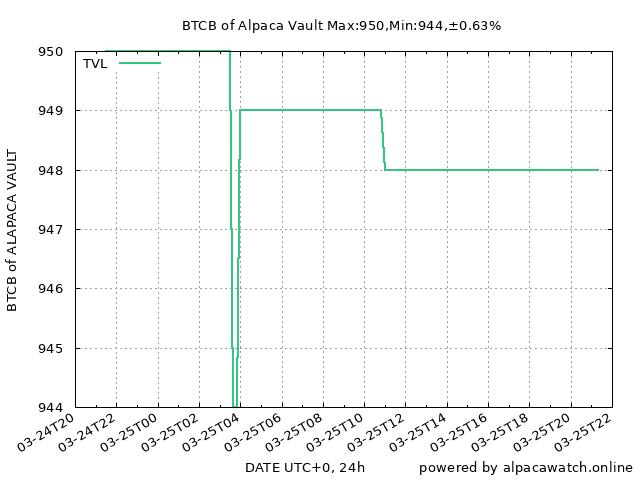 BTCB of Alpaca Vault Max:950,Min:944,±0.63%
950
TVL
949
948
947
946
945
944
BTCB of ALAPACA VAULT
03-24T20
03-24T22
03-25T00
03-25T02
03-25T04
03-25T06
03-25T08
03-25T10
03-25T12
03-25T14
03-25T16
03-25T18
03-25T20
03-25T22
DATE UTC+0, 24h
powered by alpacawatch.online